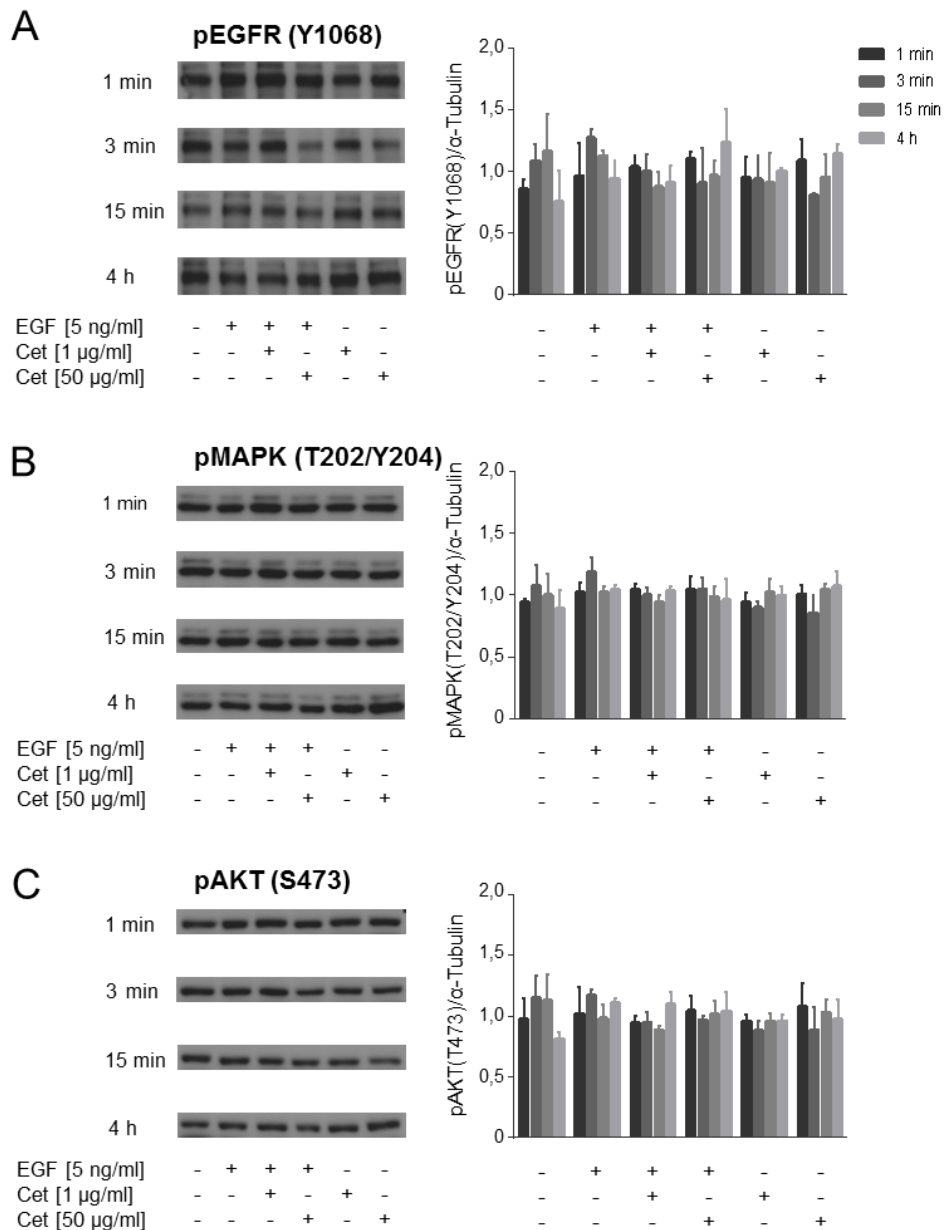 A
pEGFR (Y1068)
1 min
3 min
15 min
4 h
EGF [5 ng/ml] - + + + - -
Cet [1 µg/ml] - - + - + -
Cet [50 µg/ml] - - - + - +
pEGFR(Y1068)/α-Tubulin
2,0
1,5
1,0
0,5
0
- + + + - -
- - + - + -
- - - + - +
1 min
3 min
15 min
4 h
B
pMAPK (T202/Y204)
1 min
3 min
15 min
4 h
EGF [5 ng/ml] - + + + - -
Cet [1 µg/ml] - - + - + -
Cet [50 µg/ml] - - - + - +
pMAPK(T202/Y204)/α-Tubulin
2,0
1,5
1,0
0,5
0
- + + + - -
- - + - + -
- - - + - +
C
pAKT (S473)
1 min
3 min
15 min
4 h
EGF [5 ng/ml] - + + + - -
Cet [1 µg/ml] - - + - + -
Cet [50 µg/ml] - - - + - +
pAKT(T473)/α-Tubulin
2,0
1,5
1,0
0,5
0
- + + + - -
- - + - + -
- - - + - +